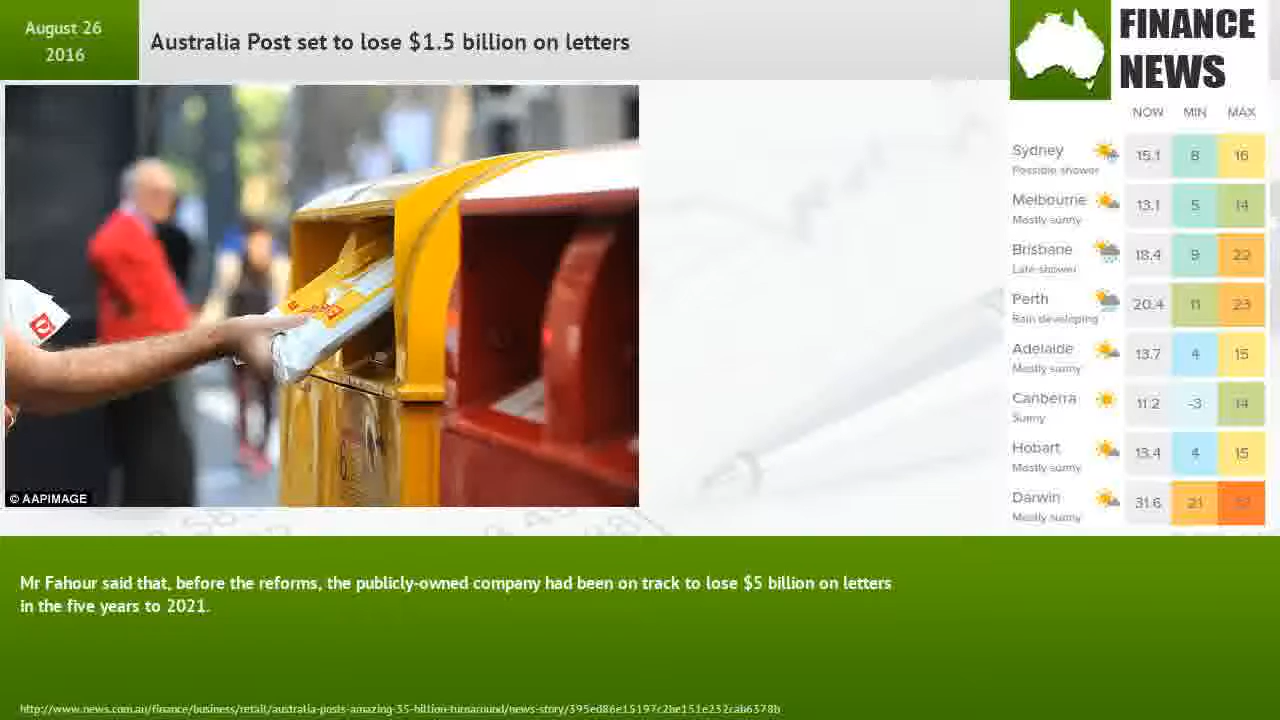 August 26
2016
Australia Post set to lose $1.5 billion on letters
FINANCE
NEWS
NOW MIN MAX
Sydney 15.1 8 16
Possible shower
Melbourne 13.1 5 14
Mostly sunny
Brisbane 18.4 9 22
Late shower
Perth 20.4 11 23
Rain developing
Adelaide 13.7 4 15
Mostly sunny
Canberra 11.2 -3 14
Sunny
Hobart 13.4 4 15
Mostly sunny
Darwin 31.6 21
Mostly sunny
© AAPIMAGE
Mr Fahour said that, before the reforms, the publicly-owned company had been on track to lose $5 billion on letters
in the five years to 2021.
http://www.news.com.au/finance/business/retail/australia-posts-amazing-35-billion-turnaround/news-story/395ed86e15197c2be151e232cab6378b